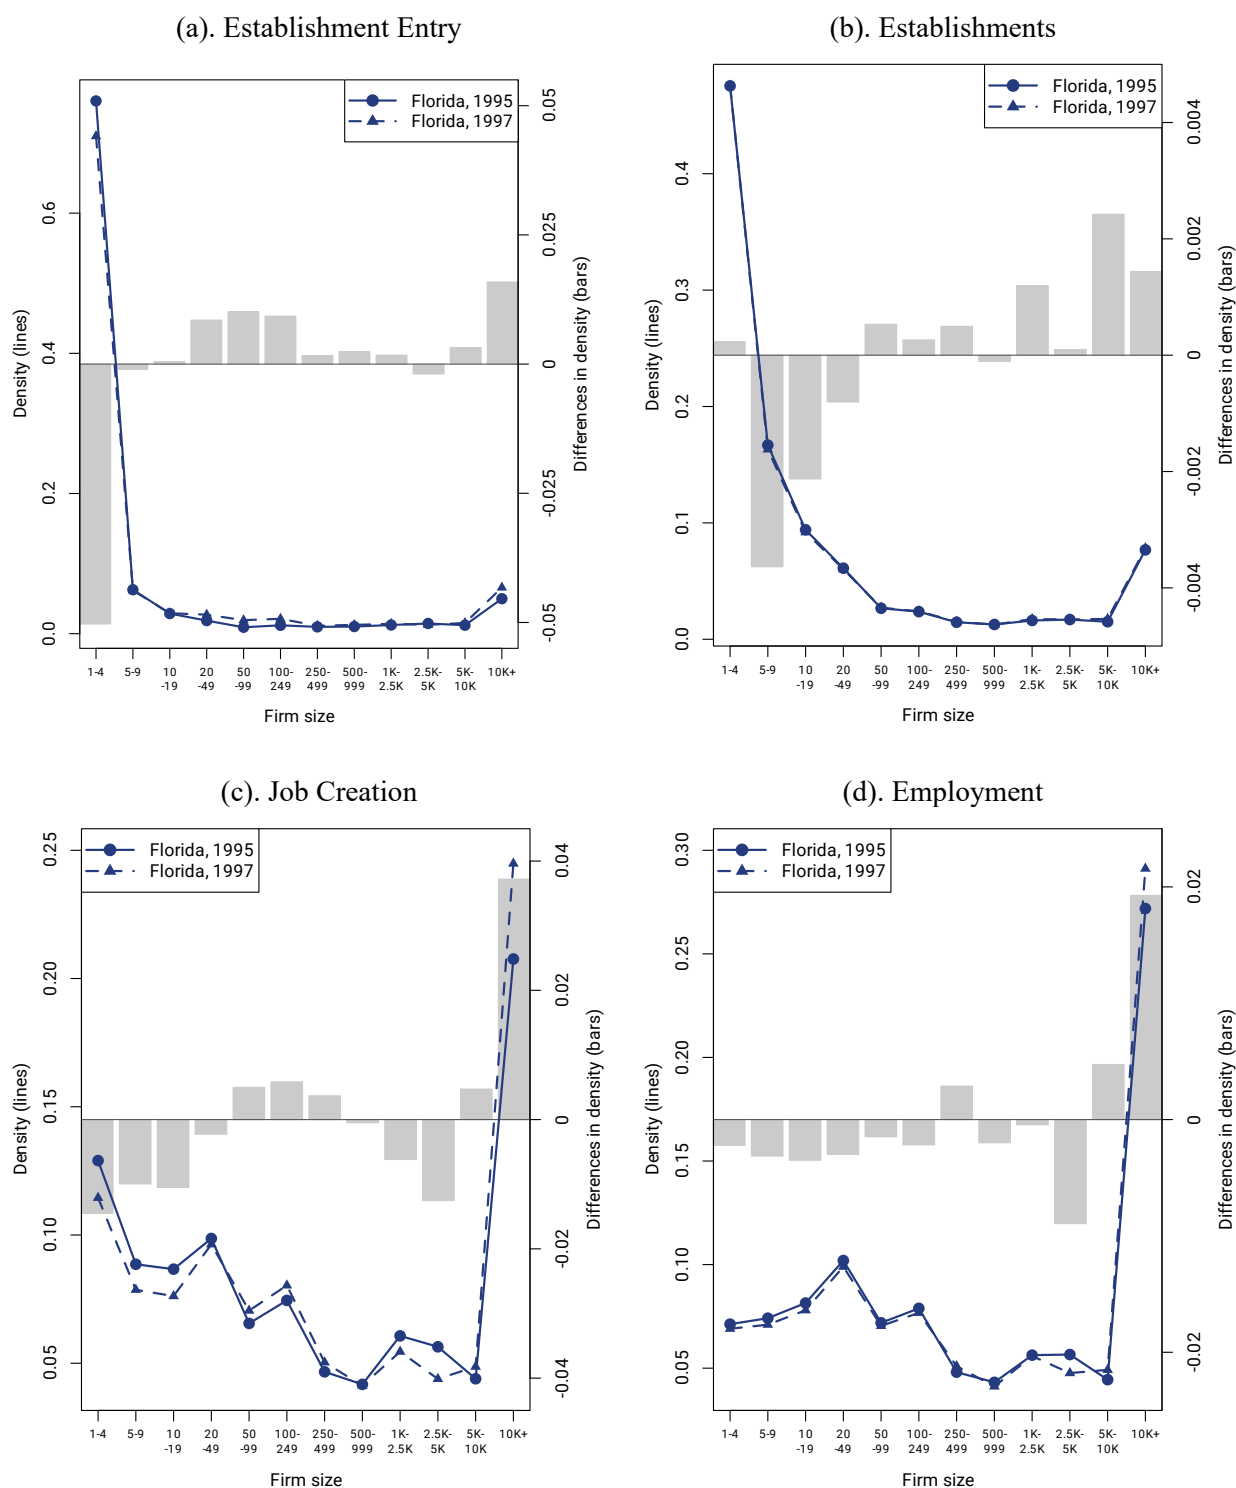 (a). Establishment Entry
Florida, 1995
Florida, 1997
Density (lines)
0.0
0.2
0.4
0.6
Differences in density (bars)
-0.05
-0.025
0
0.025
0.05
1-4
5-9
10
-19
20
-49
50
-99
100-
249
250-
499
500-
999
1K-
2.5K
2.5K-
5K
5K-
10K
10K+
Firm size
(b). Establishments
Florida, 1995
Florida, 1997
Density (lines)
0.0
0.1
0.2
0.3
0.4
Differences in density (bars)
-0.004
-0.002
0
0.002
0.004
1-4
5-9
10
-19
20
-49
50
-99
100-
249
250-
499
500-
999
1K-
2.5K
2.5K-
5K
5K-
10K
10K+
Firm size
(c). Job Creation
Florida, 1995
Florida, 1997
Density (lines)
0.05
0.10
0.15
0.20
0.25
Differences in density (bars)
-0.04
-0.02
0
0.02
0.04
1-4
5-9
10
-19
20
-49
50
-99
100-
249
250-
499
500-
999
1K-
2.5K
2.5K-
5K
5K-
10K
10K+
Firm size
(d). Employment
Florida, 1995
Florida, 1997
Density (lines)
0.05
0.10
0.15
0.20
0.25
0.30
Differences in density (bars)
-0.02
0
0.02
1-4
5-9
10
-19
20
-49
50
-99
100-
249
250-
499
500-
999
1K-
2.5K
2.5K-
5K
5K-
10K
10K+
Firm size